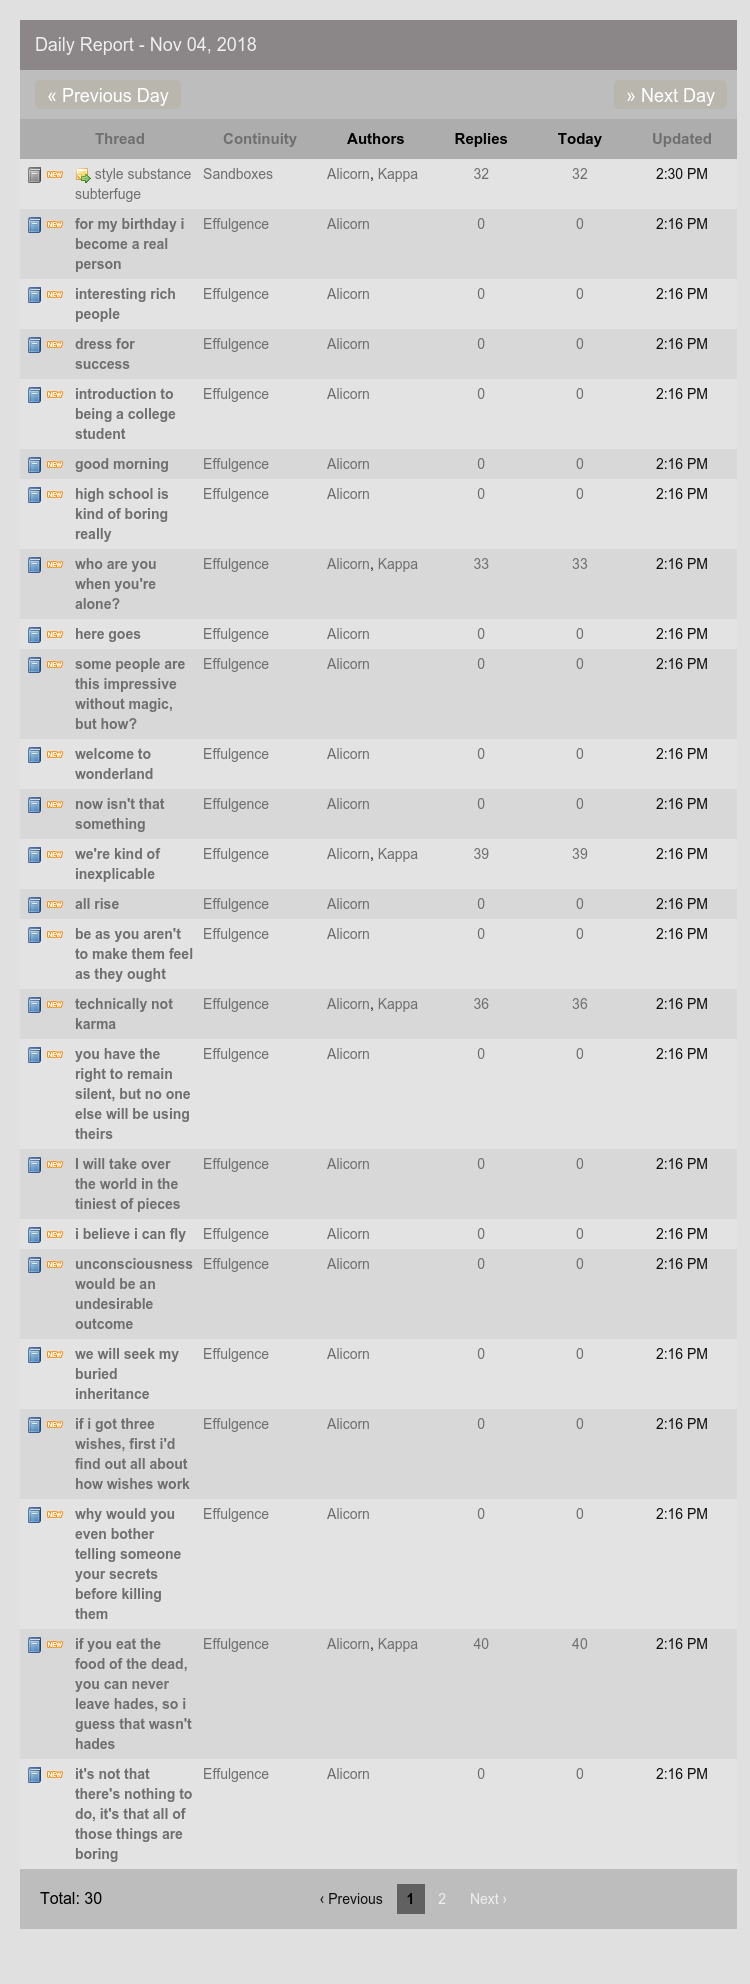 Daily Report - Nov 04, 2018
« Previous Day » Next Day
Thread Continuity Authors Replies Today Updated
NEW style substance Sandboxes Alicorn, Kappa 32 32 2:30 PM
subterfuge
NEW for my birthday i Effulgence Alicorn 0 0 2:16 PM
become a real
person
NEW interesting rich Effulgence Alicorn 0 0 2:16 PM
people
NEW dress for Effulgence Alicorn 0 0 2:16 PM
success
NEW introduction to Effulgence Alicorn 0 0 2:16 PM
being a college
student
NEW good morning Effulgence Alicorn 0 0 2:16 PM
NEW high school is Effulgence Alicorn 0 0 2:16 PM
kind of boring
really
NEW who are you Effulgence Alicorn, Kappa 33 33 2:16 PM
when you're
alone?
NEW here goes Effulgence Alicorn 0 0 2:16 PM
NEW some people are Effulgence Alicorn 0 0 2:16 PM
this impressive
without magic,
but how?
NEW welcome to Effulgence Alicorn 0 0 2:16 PM
wonderland
NEW now isn't that Effulgence Alicorn 0 0 2:16 PM
something
NEW we're kind of Effulgence Alicorn, Kappa 39 39 2:16 PM
inexplicable
NEW all rise Effulgence Alicorn 0 0 2:16 PM
NEW be as you aren't Effulgence Alicorn 0 0 2:16 PM
to make them feel
as they ought
NEW technically not Effulgence Alicorn, Kappa 36 36 2:16 PM
karma
NEW you have the Effulgence Alicorn 0 0 2:16 PM
right to remain
silent, but no one
else will be using
theirs
NEW I will take over Effulgence Alicorn 0 0 2:16 PM
the world in the
tiniest of pieces
NEW i believe i can fly Effulgence Alicorn 0 0 2:16 PM
NEW unconsciousness Effulgence Alicorn 0 0 2:16 PM
would be an
undesirable
outcome
NEW we will seek my Effulgence Alicorn 0 0 2:16 PM
buried
inheritance
NEW if i got three Effulgence Alicorn 0 0 2:16 PM
wishes, first i'd
find out all about
how wishes work
NEW why would you Effulgence Alicorn 0 0 2:16 PM
even bother
telling someone
your secrets
before killing
them
NEW if you eat the Effulgence Alicorn, Kappa 40 40 2:16 PM
food of the dead,
you can never
leave hades, so i
guess that wasn't
hades
NEW it's not that Effulgence Alicorn 0 0 2:16 PM
there's nothing to
do, it's that all of
those things are
boring
Total: 30 ‹ Previous 1 2 Next ›